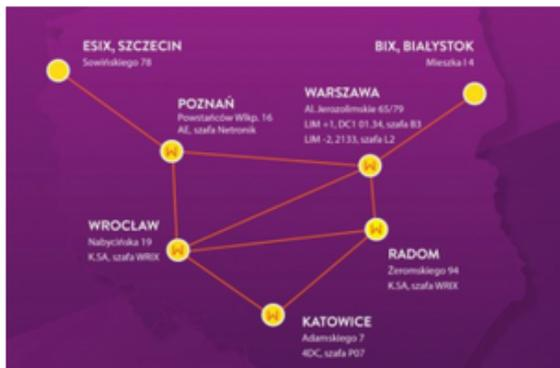 ESIX, SZCZECIN
Sowińskiego 78
BIX, BIAŁYSTOK
Mieszka I 4
POZNAŃ
Powstańców Wlkp. 16
AE, szafa Netronik
WARSZAWA
Al. Jerozolimskie 65/79
LIM +1, DC1 01.34, szafa B3
LIM -2, 2133, szafa L2
WROCŁAW
Nabycińska 19
K.SA, szafa WRIX
RADOM
Żeromskiego 94
K.SA, szafa WRIX
KATOWICE
Adamskiego 7
4DC, szafa P07